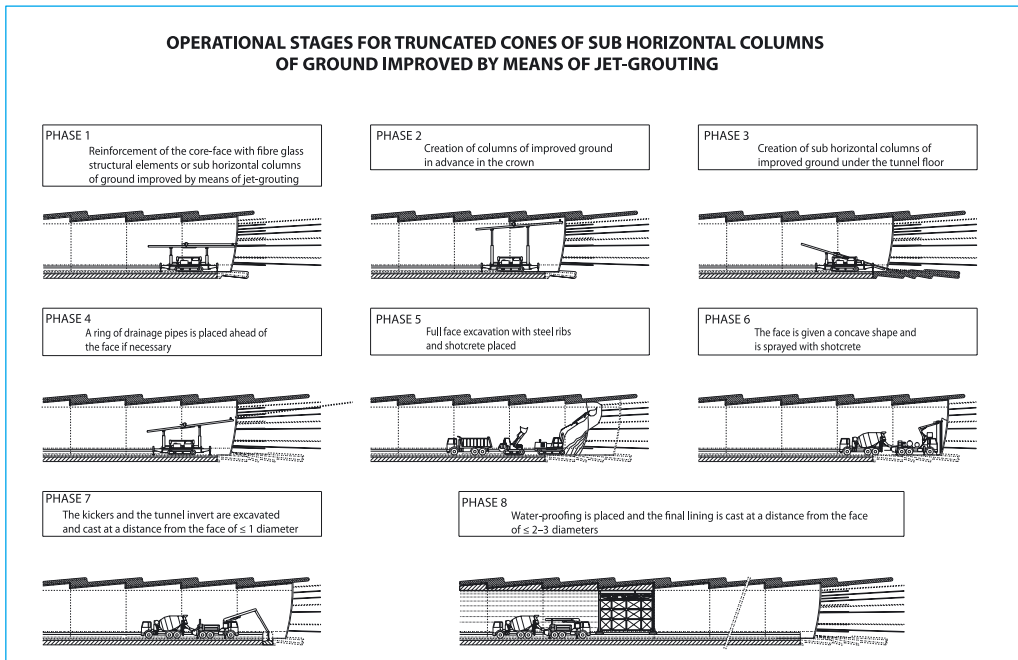 OPERATIONAL STAGES FOR TRUNCATED CONES OF SUB HORIZONTAL COLUMNS
OF GROUND IMPROVED BY MEANS OF JET-GROUTING
PHASE 1
Reinforcement of the core-face with fibre glass
structural elements or sub horizontal columns
of ground improved by means of jet-grouting
PHASE 2
Creation of columns of improved ground
in advance in the crown
PHASE 3
Creation of sub horizontal columns of
improved ground under the tunnel floor
PHASE 4
A ring of drainage pipes is placed ahead of
the face if necessary
PHASE 5
Full face excavation with steel ribs
and shotcrete placed
PHASE 6
The face is given a concave shape and
is sprayed with shotcrete
PHASE 7
The kickers and the tunnel invert are excavated
and cast at a distance from the face of ≤ 1 diameter
PHASE 8
Water-proofing is placed and the final lining is cast at a distance from the face
of ≤ 2–3 diameters